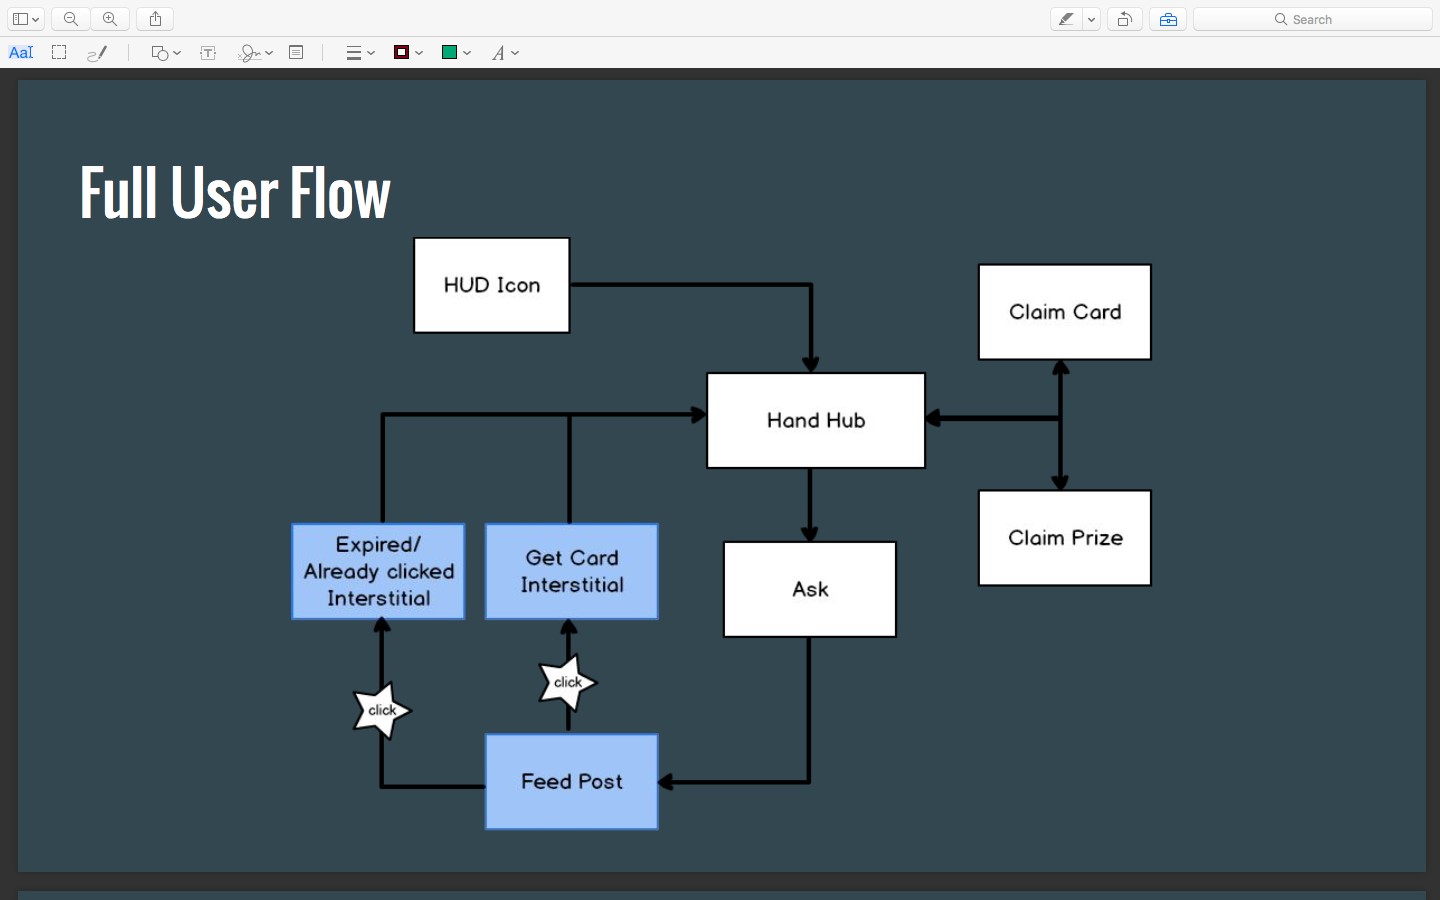 Search
AaI
T
A
Full User Flow
HUD Icon
Claim Card
Hand Hub
Claim Prize
Expired/
Already clicked
Interstitial
Get Card
Interstitial
Ask
click
click
Feed Post